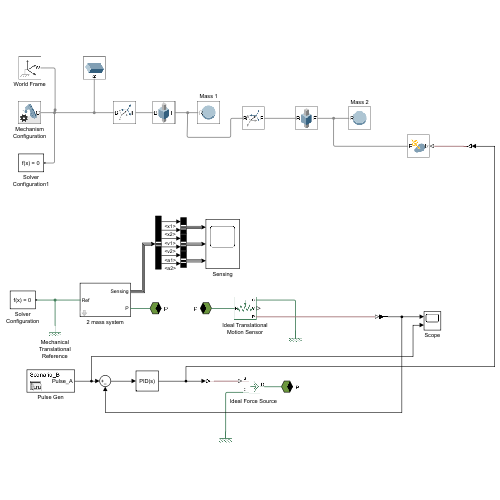 World Frame
Mechanism
Configuration
f(x) = 0
Solver
Configuration1
Mass 1
Mass 2
<x1>
<x2>
<v1>
<v2>
<a1>
<a2>
Sensing
f(x) = 0
Solver
Configuration
Mechanical
Translational
Reference
Ref
Sensing
P
2 mass system
P
P
Ideal Translational
Motion Sensor
Scope
Scenario_B
Pulse_A
Pulse Gen
PID(s)
Ideal Force Source
P